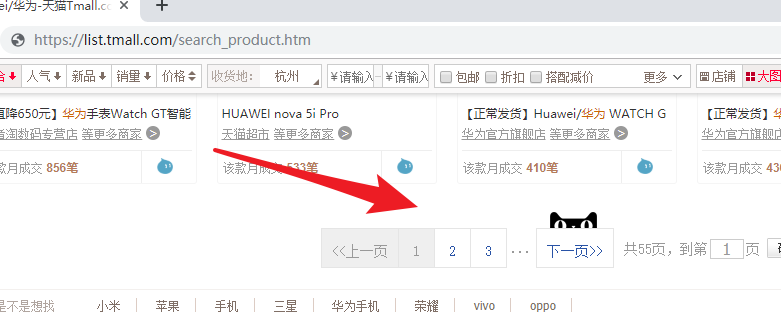 ei/华为-天猫Tmall.co
https://list.tmall.com/search_product.htm
人气 新品 销量 价格 收货地: 杭州 ¥请输入 ¥请输入 包邮 折扣 搭配减价 更多 店铺 大图
直降650元】华为手表Watch GT智能 HUAWEI nova 5i Pro 【正常发货】Huawei/华为 WATCH G 【正常发货】华
淘数码专营店 等更多商家 > 天猫超市 等更多商家 > 华为官方旗舰店 等更多商家 > 华为官方旗舰
该款月成交 856笔 该款月成交 533笔 该款月成交 410笔 该款月成交 430
<<上一页 1 2 3 ... 下一页>> 共55页，到第 1 页
是不是想找 小米 苹果 手机 三星 华为手机 荣耀 vivo oppo